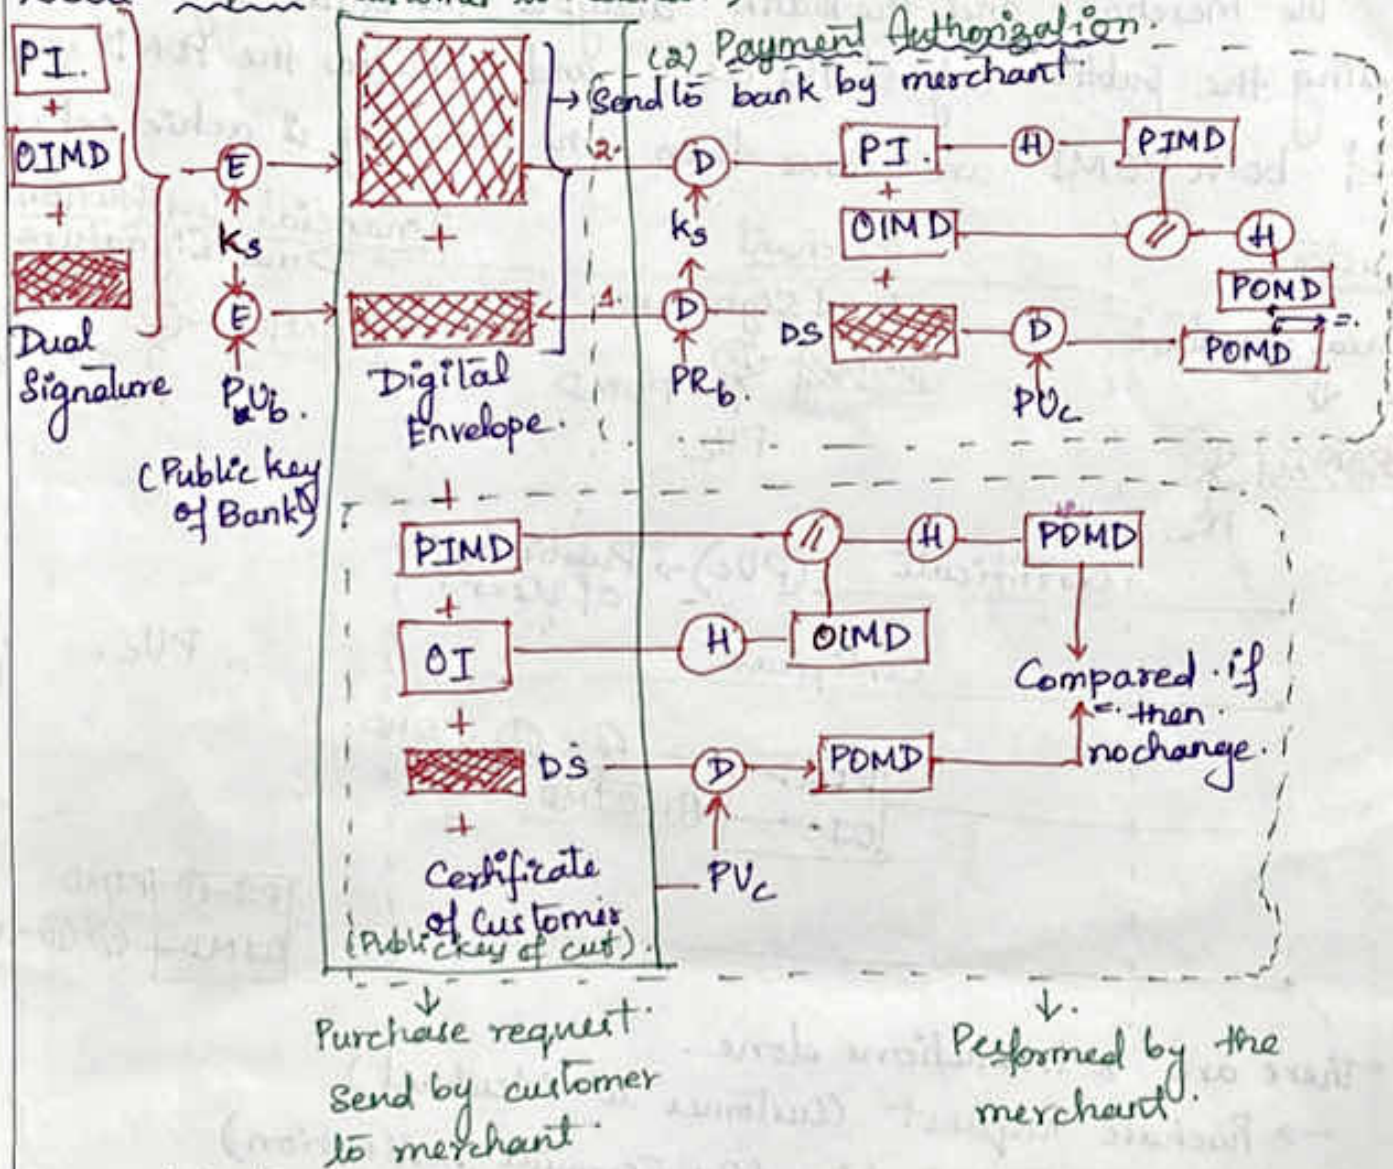 (2) Payment Authorization.
→ Send to bank by merchant.
PI.
+
OIMD
+
Dual
Signature
E
Ks
E
PUb.
(Public key
of Bank)
+
Digital
Envelope.
+
PIMD
+
OI
+
DS
+
Certificate
of Customer
(Public key of cut).
2.
D
ks
1.
D
PRb.
PI.
H
PIMD
+
OIMD
//
H
+
POMD
=.
DS
D
POMD
PUc
//
H
POMD
H
OIMD
Compared if
=. then
no change.
D
POMD
PUc
Purchase request.
Send by customer
to merchant.
Performed by the
merchant.